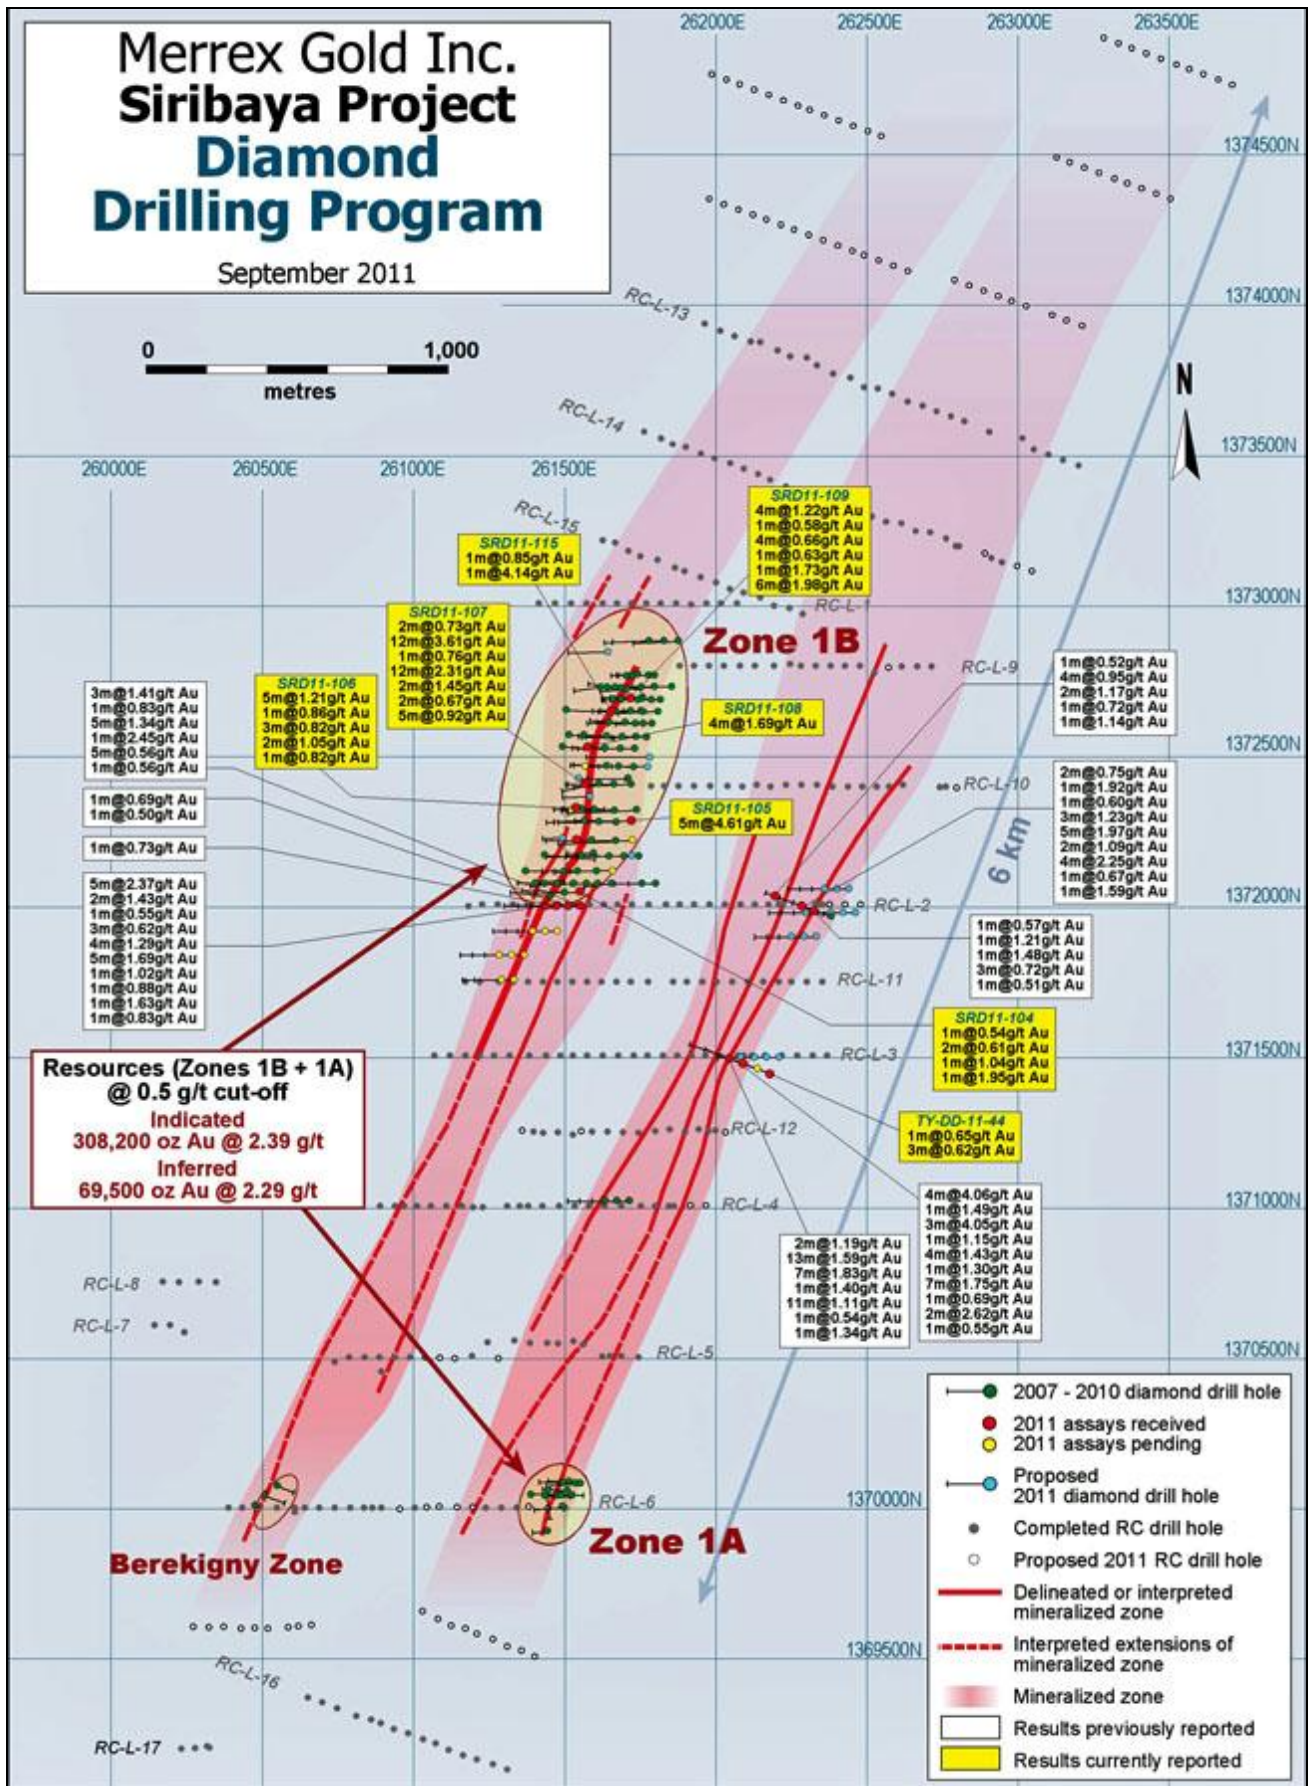 Merrex Gold Inc.
Siribaya Project
Diamond
Drilling Program
September 2011
262000E
262500E
263000E
263500E
1374500N
1374000N
1373500N
1373000N
1372500N
1372000N
1371500N
1371000N
1370500N
1370000N
1369500N
0 1,000
metres
N
260000E
260500E
261000E
261500E
RC-L-13
RC-L-14
RC-L-15
RC-L-1
RC-L-9
RC-L-10
RC-L-2
RC-L-11
RC-L-3
RC-L-12
RC-L-4
RC-L-8
RC-L-7
RC-L-5
RC-L-6
RC-L-16
RC-L-17
6 km
Zone 1B
Zone 1A
Berekigny Zone
SRD11-109
4m@1.22g/t Au
1m@0.58g/t Au
4m@0.66g/t Au
1m@0.63g/t Au
1m@1.73g/t Au
6m@1.98g/t Au
SRD11-115
1m@0.85g/t Au
1m@4.14g/t Au
SRD11-107
2m@0.73g/t Au
12m@3.61g/t Au
1m@0.76g/t Au
12m@2.31g/t Au
2m@1.45g/t Au
2m@0.67g/t Au
5m@0.92g/t Au
SRD11-106
5m@1.21g/t Au
1m@0.86g/t Au
3m@0.82g/t Au
2m@1.05g/t Au
1m@0.82g/t Au
SRD11-108
4m@1.69g/t Au
SRD11-105
5m@4.61g/t Au
3m@1.41g/t Au
1m@0.83g/t Au
5m@1.34g/t Au
1m@2.45g/t Au
5m@0.56g/t Au
1m@0.56g/t Au
1m@0.69g/t Au
1m@0.50g/t Au
1m@0.73g/t Au
5m@2.37g/t Au
2m@1.43g/t Au
1m@0.55g/t Au
3m@0.62g/t Au
4m@1.29g/t Au
5m@1.69g/t Au
1m@1.02g/t Au
1m@0.88g/t Au
1m@1.63g/t Au
1m@0.83g/t Au
1m@0.52g/t Au
4m@0.95g/t Au
2m@1.17g/t Au
1m@0.72g/t Au
1m@1.14g/t Au
2m@0.75g/t Au
1m@1.92g/t Au
1m@0.60g/t Au
3m@1.23g/t Au
5m@1.97g/t Au
2m@1.09g/t Au
4m@2.25g/t Au
1m@0.67g/t Au
1m@1.59g/t Au
1m@0.57g/t Au
1m@1.21g/t Au
1m@1.48g/t Au
3m@0.72g/t Au
1m@0.51g/t Au
SRD11-104
1m@0.54g/t Au
2m@0.61g/t Au
1m@1.04g/t Au
1m@1.95g/t Au
TY-DD-11-44
1m@0.65g/t Au
3m@0.62g/t Au
4m@4.06g/t Au
1m@1.49g/t Au
3m@4.05g/t Au
1m@1.15g/t Au
4m@1.43g/t Au
1m@1.30g/t Au
7m@1.75g/t Au
1m@0.69g/t Au
2m@2.62g/t Au
1m@0.55g/t Au
2m@1.19g/t Au
13m@1.59g/t Au
7m@1.83g/t Au
1m@1.40g/t Au
11m@1.11g/t Au
1m@0.54g/t Au
1m@1.34g/t Au
Resources (Zones 1B + 1A)
@ 0.5 g/t cut-off
Indicated
308,200 oz Au @ 2.39 g/t
Inferred
69,500 oz Au @ 2.29 g/t
2007 - 2010 diamond drill hole
2011 assays received
2011 assays pending
Proposed
2011 diamond drill hole
Completed RC drill hole
Proposed 2011 RC drill hole
Delineated or interpreted
mineralized zone
Interpreted extensions of
mineralized zone
Mineralized zone
Results previously reported
Results currently reported